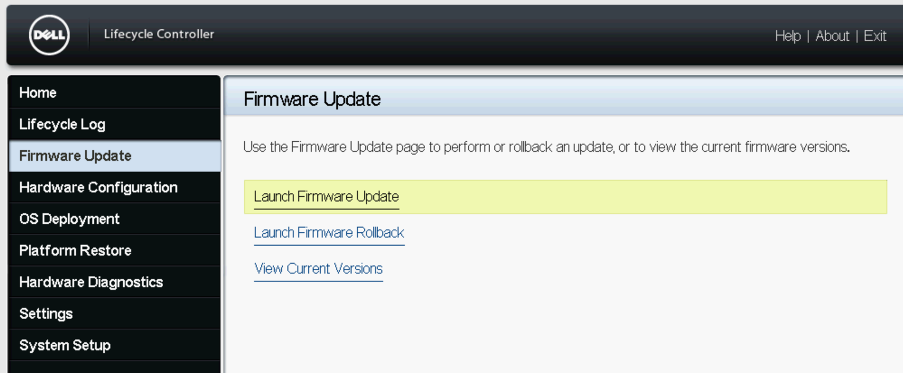 DELL Lifecycle Controller Help | About | Exit
Home
Lifecycle Log
Firmware Update
Hardware Configuration
OS Deployment
Platform Restore
Hardware Diagnostics
Settings
System Setup
Firmware Update
Use the Firmware Update page to perform or rollback an update, or to view the current firmware versions.
Launch Firmware Update
Launch Firmware Rollback
View Current Versions